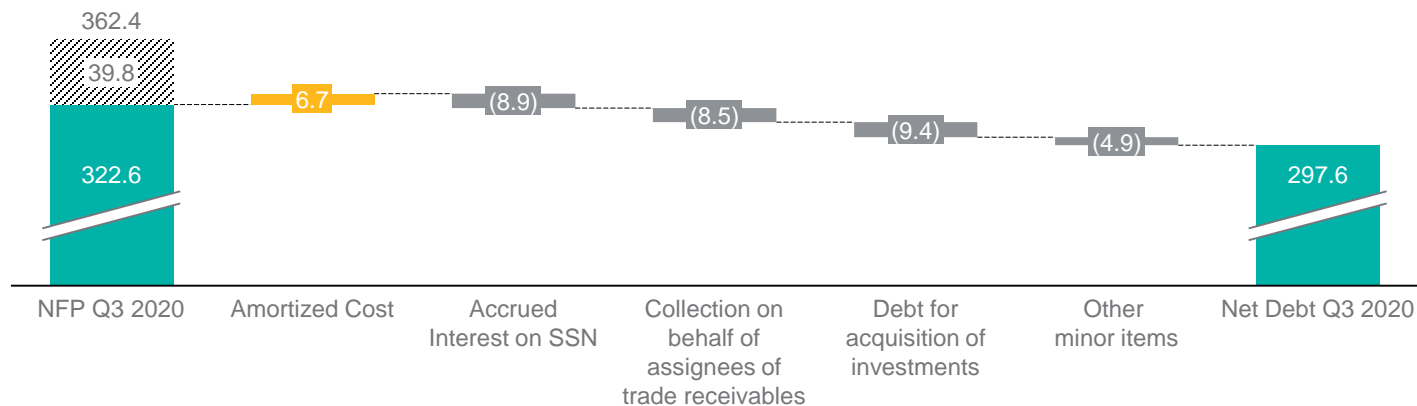 362.4
39.8
322.6
6.7
(8.9)
(8.5)
(9.4)
(4.9)
297.6
NFP Q3 2020
Amortized Cost
Accrued
Interest on SSN
Collection on
behalf of
assignees of
trade receivables
Debt for
acquisition of
investments
Other
minor items
Net Debt Q3 2020